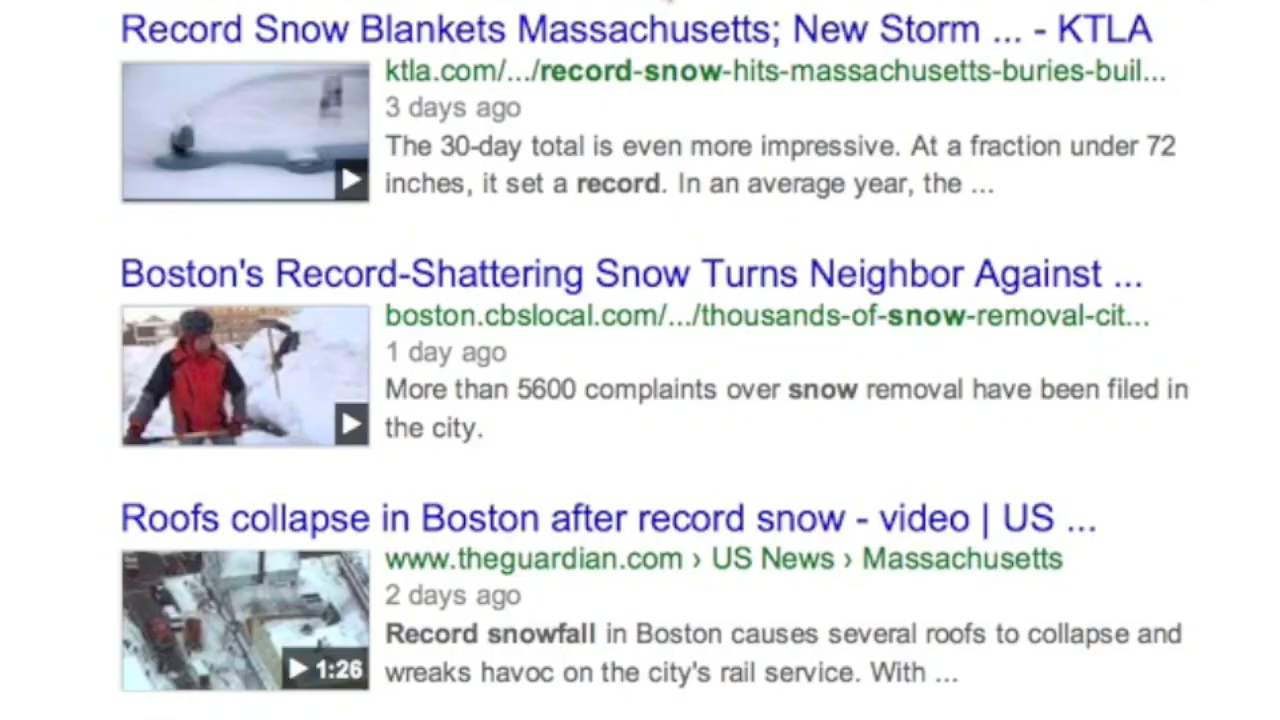 Record Snow Blankets Massachusetts; New Storm ... - KTLA
ktla.com/.../record-snow-hits-massachusetts-buries-buil...
3 days ago
The 30-day total is even more impressive. At a fraction under 72
inches, it set a record. In an average year, the ...
Boston's Record-Shattering Snow Turns Neighbor Against ...
boston.cbslocal.com/.../thousands-of-snow-removal-cit...
1 day ago
More than 5600 complaints over snow removal have been filed in
the city.
Roofs collapse in Boston after record snow - video | US ...
www.theguardian.com › US News › Massachusetts
2 days ago
Record snowfall in Boston causes several roofs to collapse and
1:26
wreaks havoc on the city's rail service. With ...